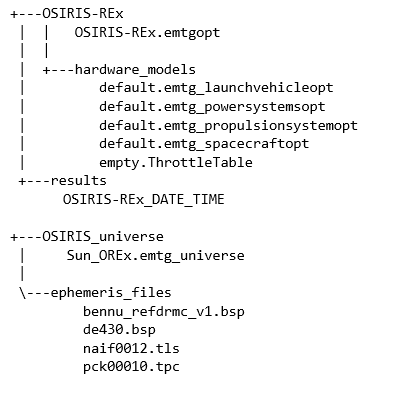 +---OSIRIS-REx
| | OSIRIS-REx.emtgopt
| |
| +---hardware_models
| default.emtg_launchvehicleopt
| default.emtg_powersystemsopt
| default.emtg_propulsionsystemopt
| default.emtg_spacecraftopt
| empty.ThrottleTable
+---results
OSIRIS-REx_DATE_TIME
+---OSIRIS_universe
| Sun_OREx.emtg_universe
|
\---ephemeris_files
bennu_refdrmc_v1.bsp
de430.bsp
naif0012.tls
pck00010.tpc